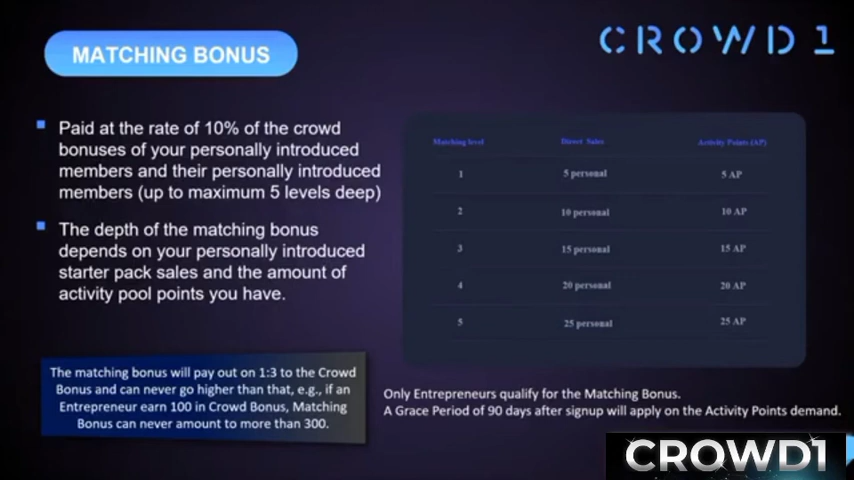 MATCHING BONUS
CROWD 1
Paid at the rate of 10% of the crowd
bonuses of your personally introduced
members and their personally introduced
members (up to maximum 5 levels deep)
The depth of the matching bonus
depends on your personally introduced
starter pack sales and the amount of
activity pool points you have.
Matching level Direct Sales Activity Points (AP)
1 5 personal 5 AP
2 10 personal 10 AP
3 15 personal 15 AP
4 20 personal 20 AP
5 25 personal 25 AP
The matching bonus will pay out on 1:3 to the Crowd
Bonus and can never go higher than that, e.g., if an
Entrepreneur earn 100 in Crowd Bonus, Matching
Bonus can never amount to more than 300.
Only Entrepreneurs qualify for the Matching Bonus.
A Grace Period of 90 days after signup will apply on the Activity Points demand.
CROWD1